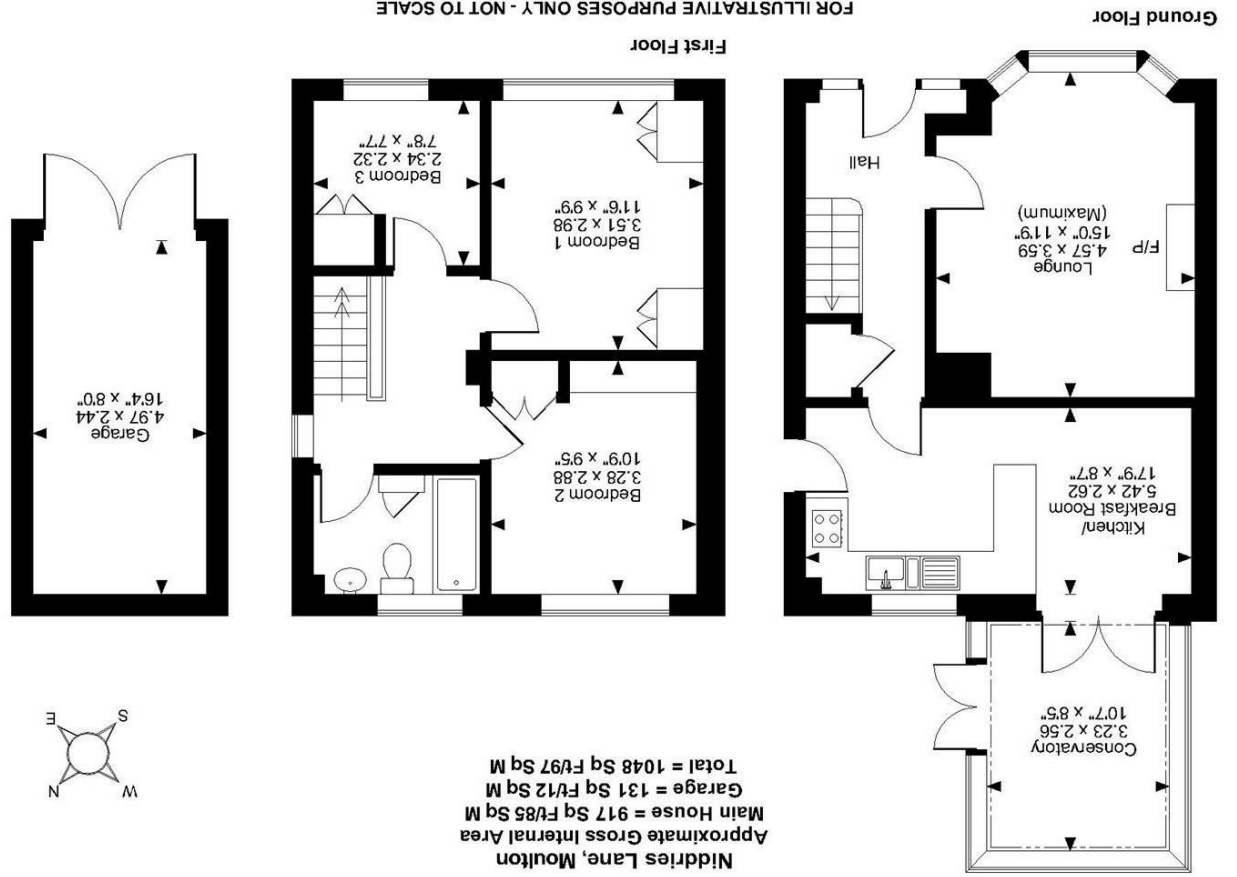 Niddries Lane, Moulton
Approximate Gross Internal Area
Main House = 917 Sq Ft/85 Sq M
Garage = 131 Sq Ft/12 Sq M
Total = 1048 Sq Ft/97 Sq M
W
N
S
E
Conservatory
3.23 x 2.56
10'7" x 8'5"
Kitchen/
Breakfast Room
5.42 x 2.62
17'9" x 8'7"
F/P
Lounge
4.57 x 3.59
15'0" x 11'9"
(Maximum)
Hall
Ground Floor
Bedroom 2
3.28 x 2.88
10'9" x 9'5"
Bedroom 1
3.51 x 2.98
11'6" x 9'9"
Bedroom 3
2.34 x 2.32
7'8" x 7'7"
First Floor
Garage
4.97 x 2.44
16'4" x 8'0"
FOR ILLUSTRATIVE PURPOSES ONLY - NOT TO SCALE